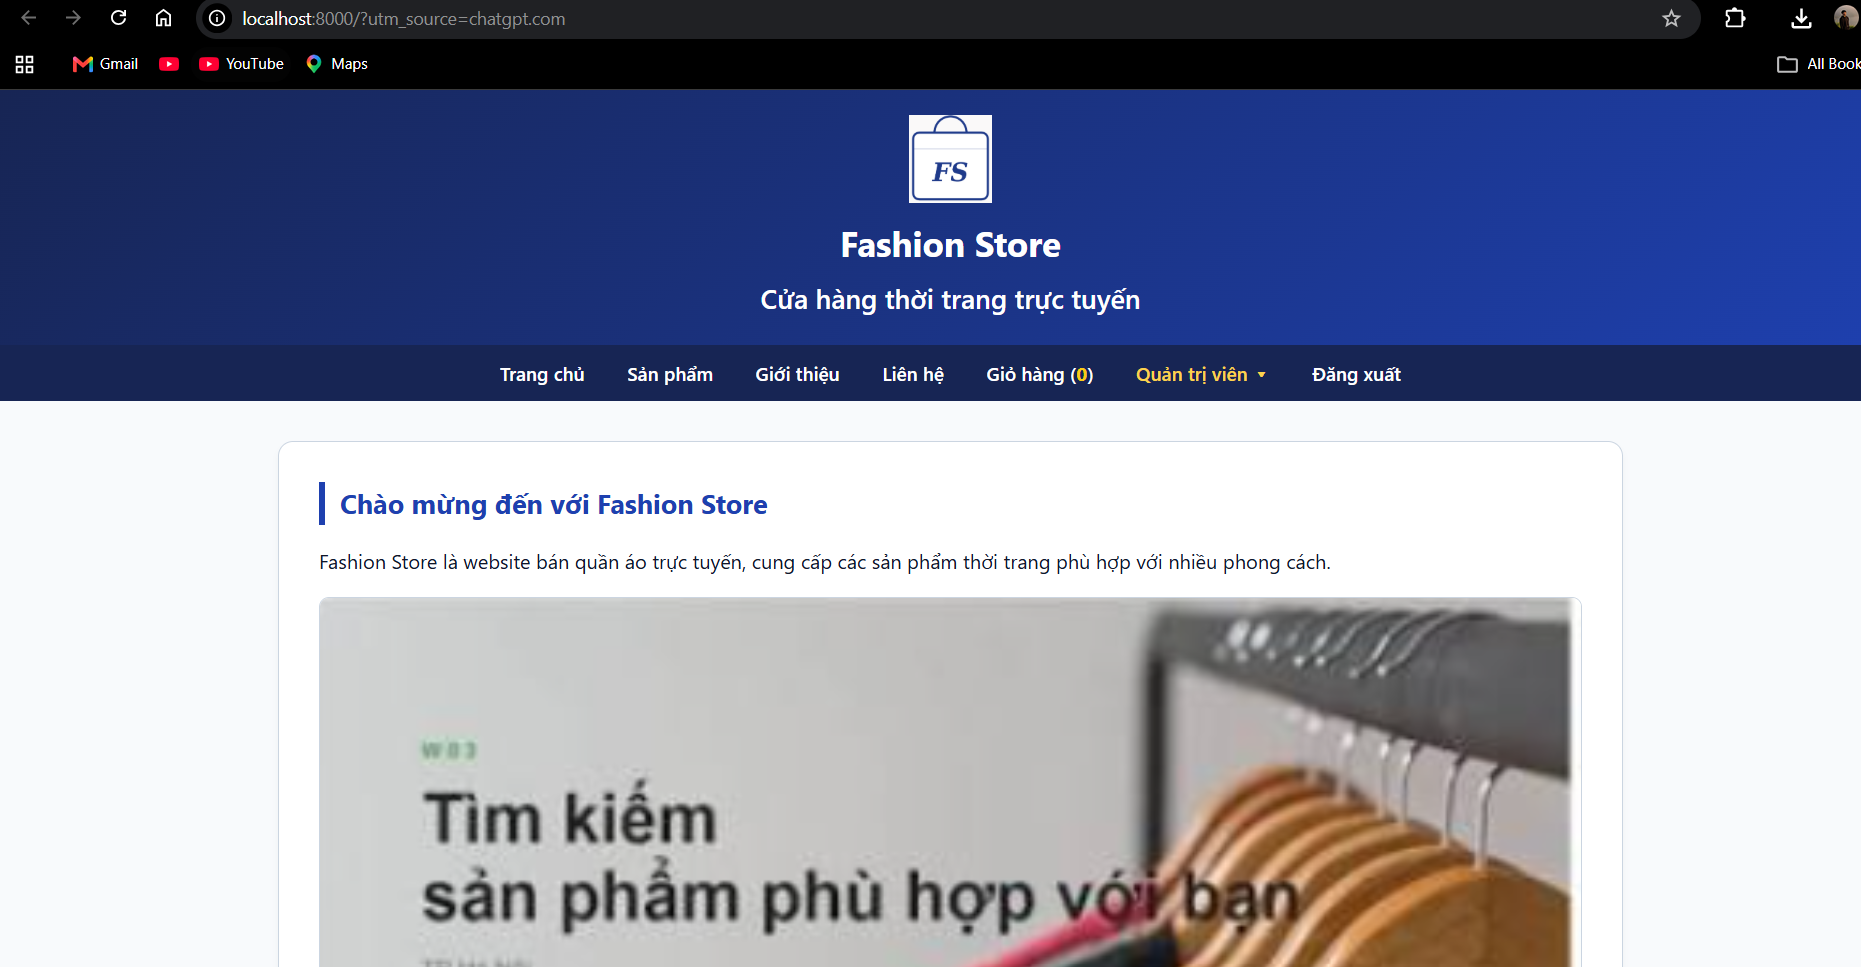 localhost:8000/?utm_source=chatgpt.com
Gmail YouTube Maps All Book
FS
Fashion Store
Cửa hàng thời trang trực tuyến
Trang chủ Sản phẩm Giới thiệu Liên hệ Giỏ hàng (0) Quản trị viên Đăng xuất
Chào mừng đến với Fashion Store
Fashion Store là website bán quần áo trực tuyến, cung cấp các sản phẩm thời trang phù hợp với nhiều phong cách.
Tìm kiếm
sản phẩm phù hợp với bạn